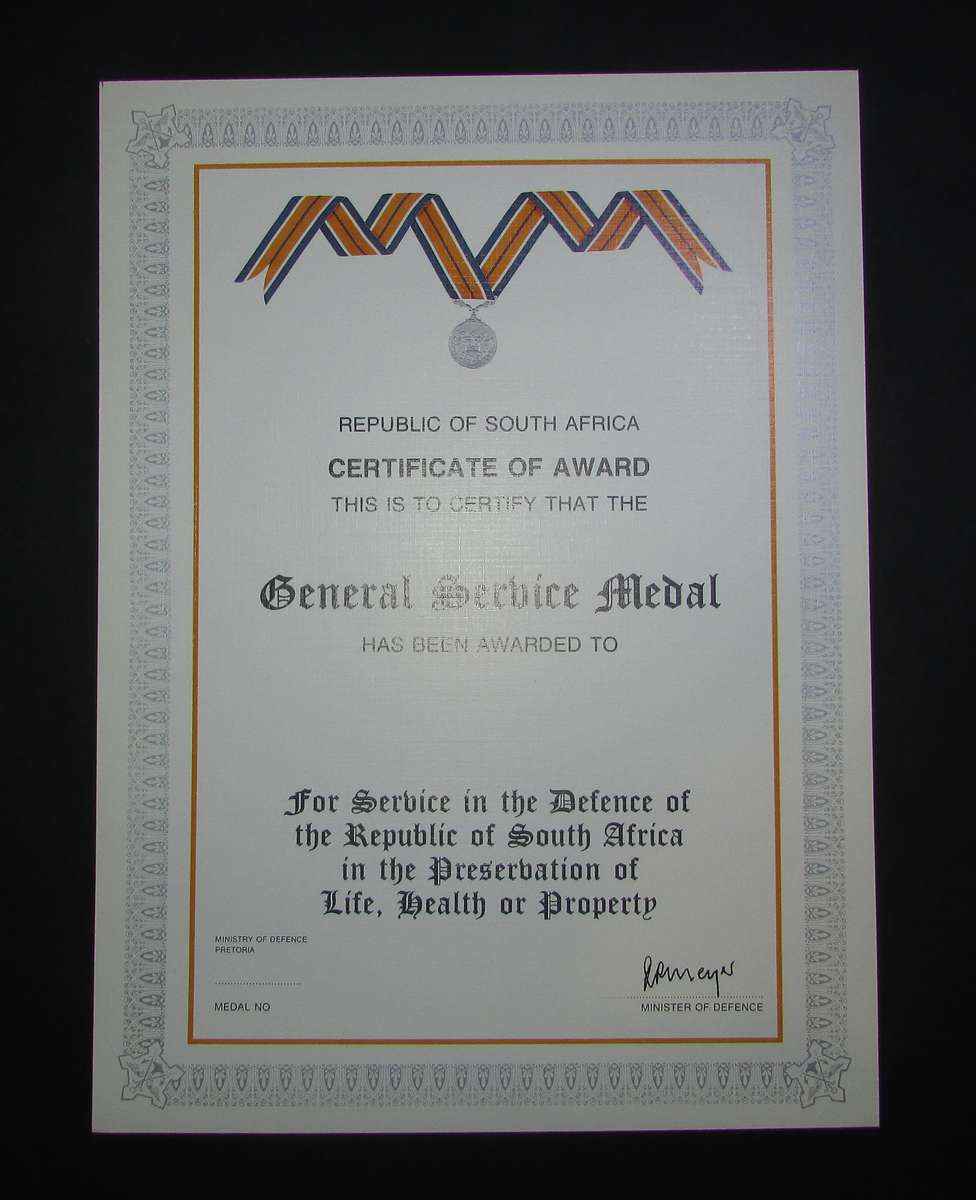 REPUBLIC OF SOUTH AFRICA
CERTIFICATE OF AWARD
THIS IS TO CERTIFY THAT THE
General Service Medal
HAS BEEN AWARDED TO
For Service in the Defence of
the Republic of South Africa
in the Preservation of
Life, Health or Property
MINISTRY OF DEFENCE
PRETORIA
MEDAL NO
MINISTER OF DEFENCE